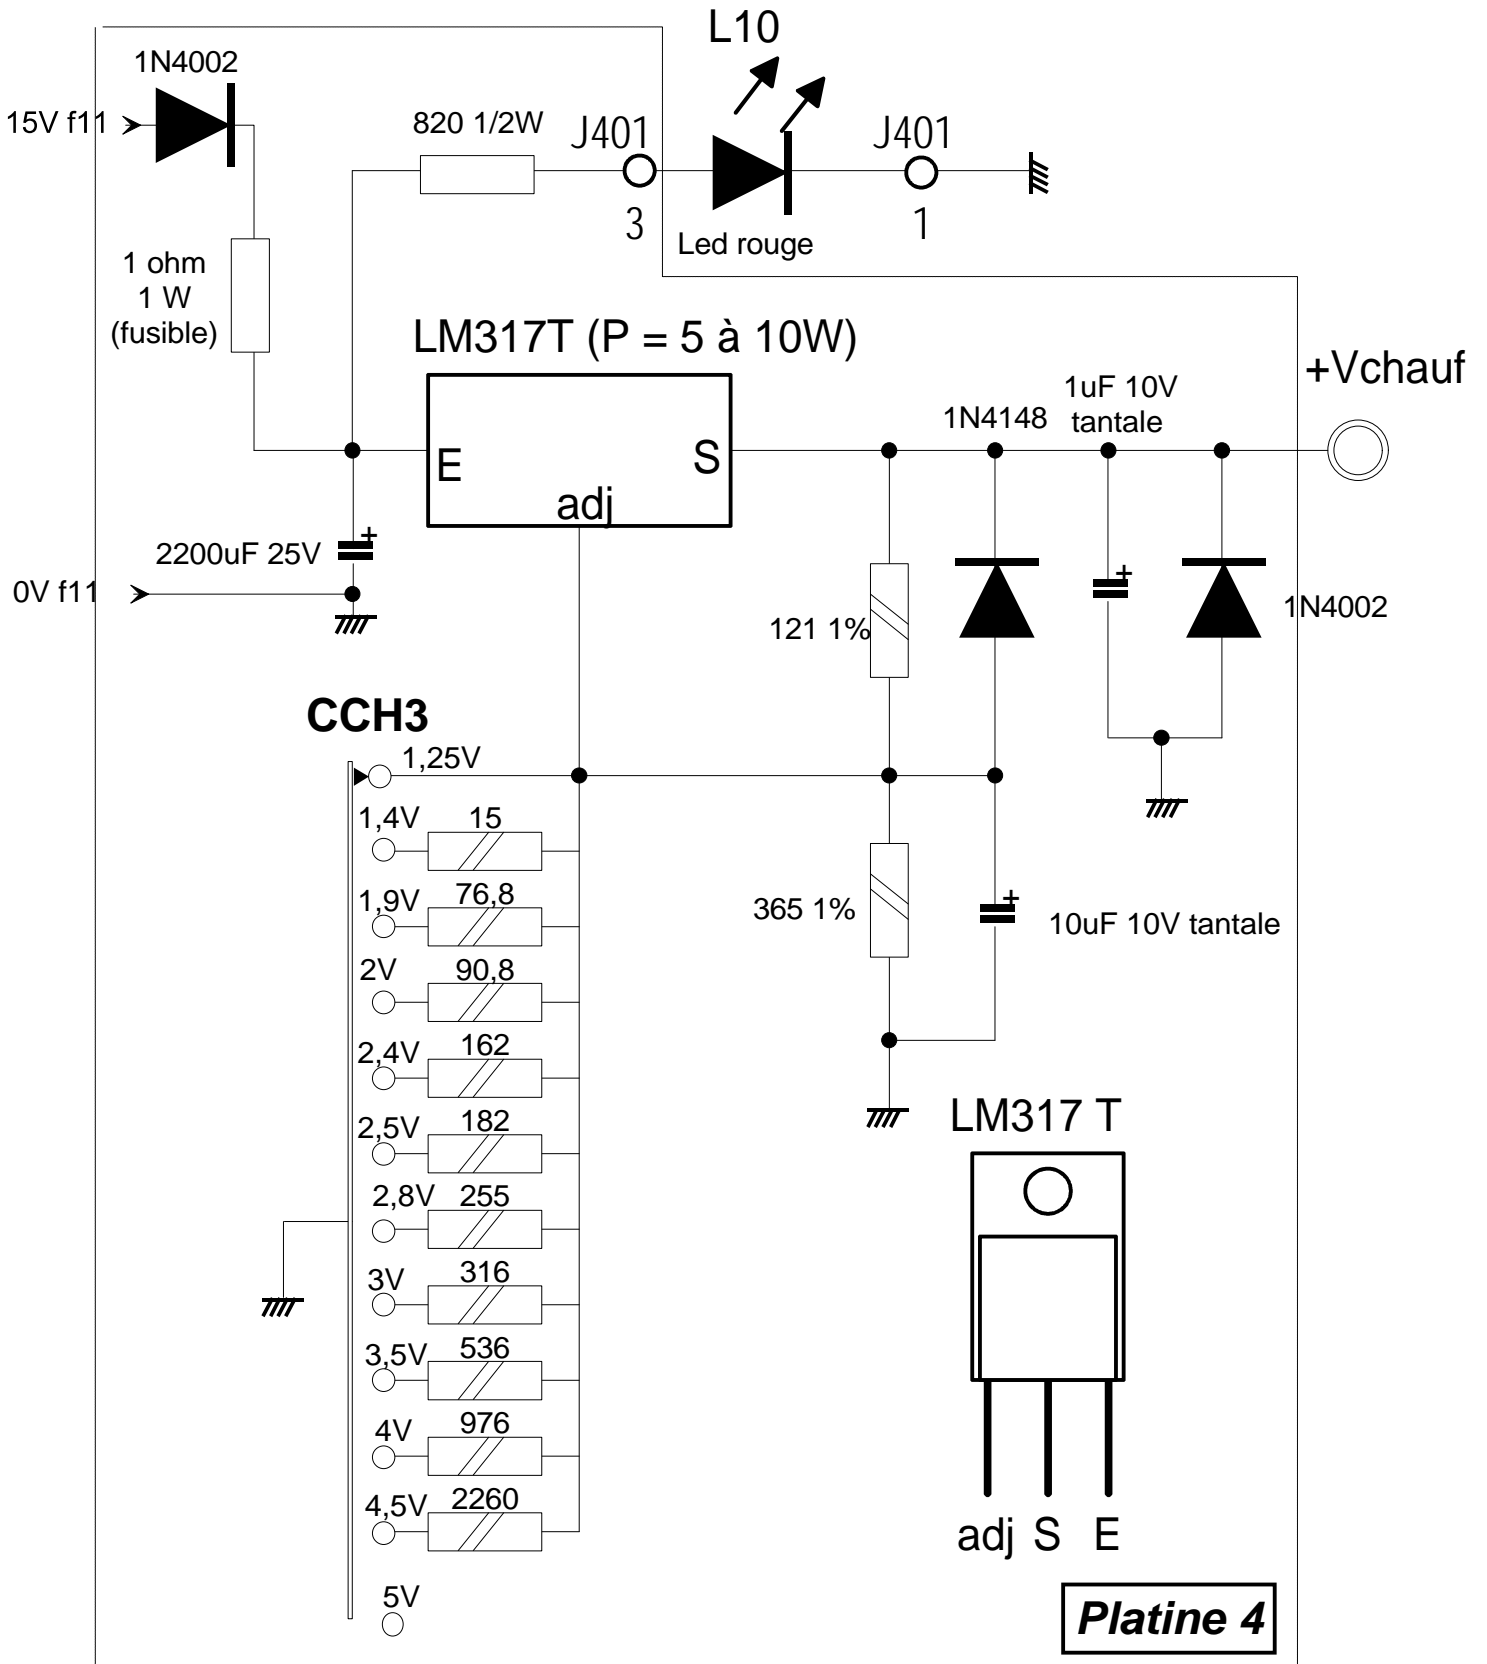 L10
1N4002
15V f11
820 1/2W
J401
J401
3
1
Led rouge
1 ohm
1 W
(fusible)
LM317T (P = 5 à 10W)
+Vchauf
1uF 10V
tantale
1N4148
E
S
adj
+
2200uF 25V
0V f11
+
1N4002
121 1%
CCH3
1,25V
1,4V
15
1,9V
76,8
365 1%
+
10uF 10V tantale
2V
90,8
2,4V
162
2,5V
182
LM317 T
2,8V
255
3V
316
3,5V
536
4V
976
4,5V
2260
adj S E
5V
Platine 4